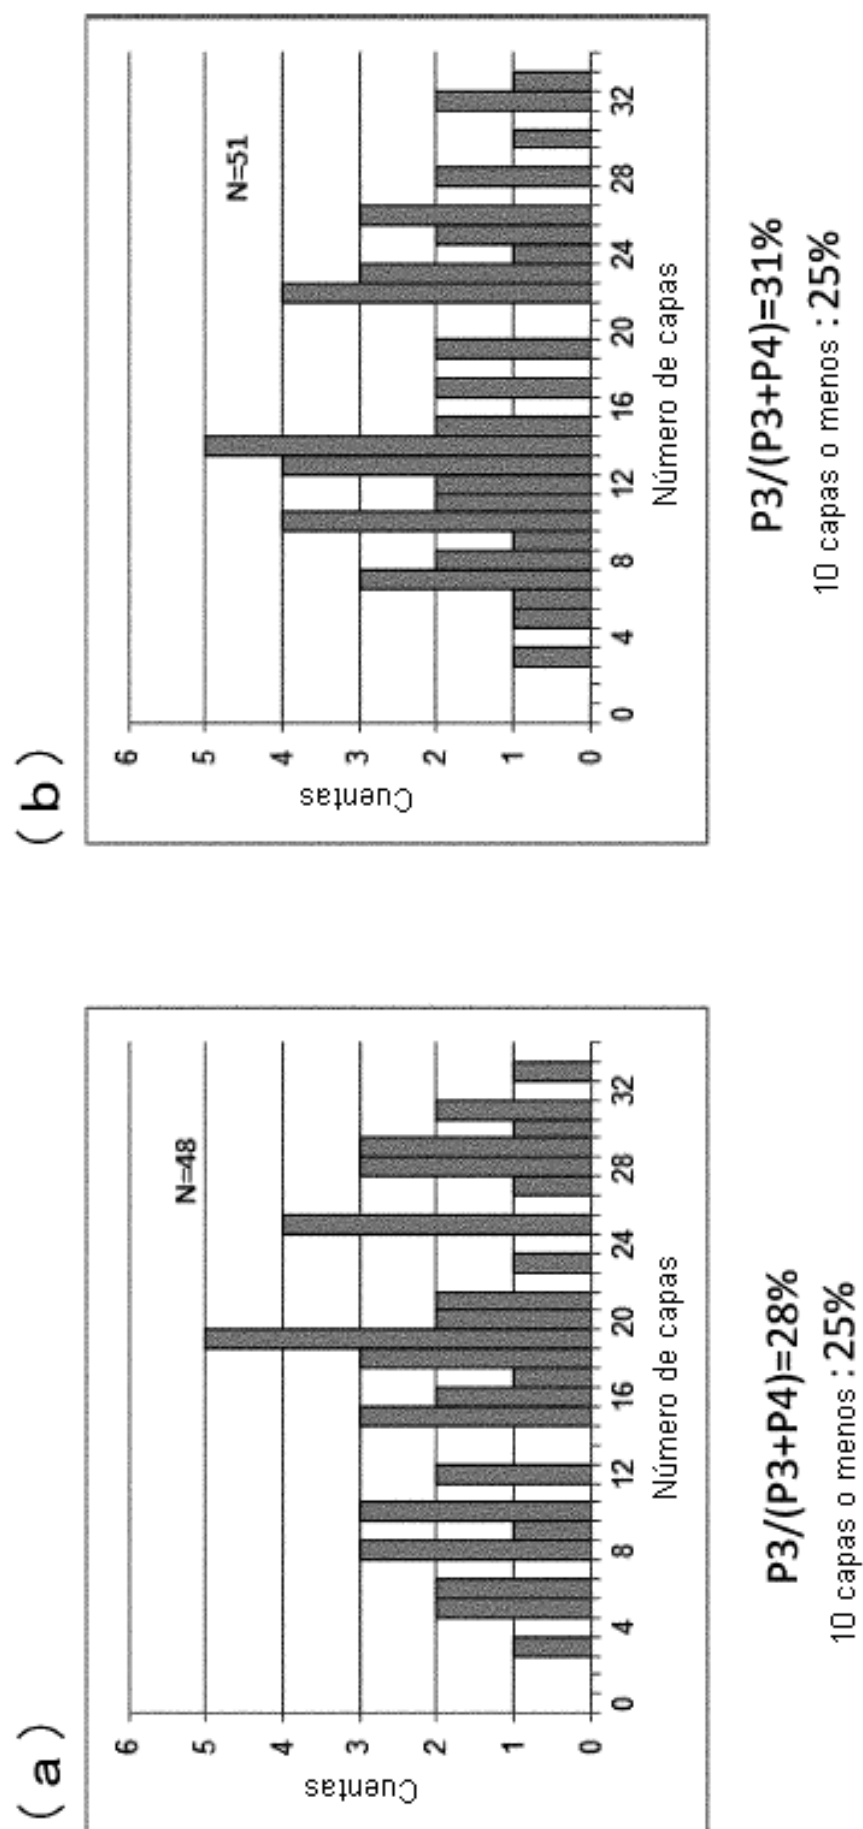 ( a )
6
5
4
3
2
1
0
Cuentas
N=48
0 4 8 12 16 20 24 28 32
Número de capas
P3/(P3+P4)=28%
10 capas o menos : 25%
( b )
6
5
4
3
2
1
0
Cuentas
N=51
0 4 8 12 16 20 24 28 32
Número de capas
P3/(P3+P4)=31%
10 capas o menos : 25%